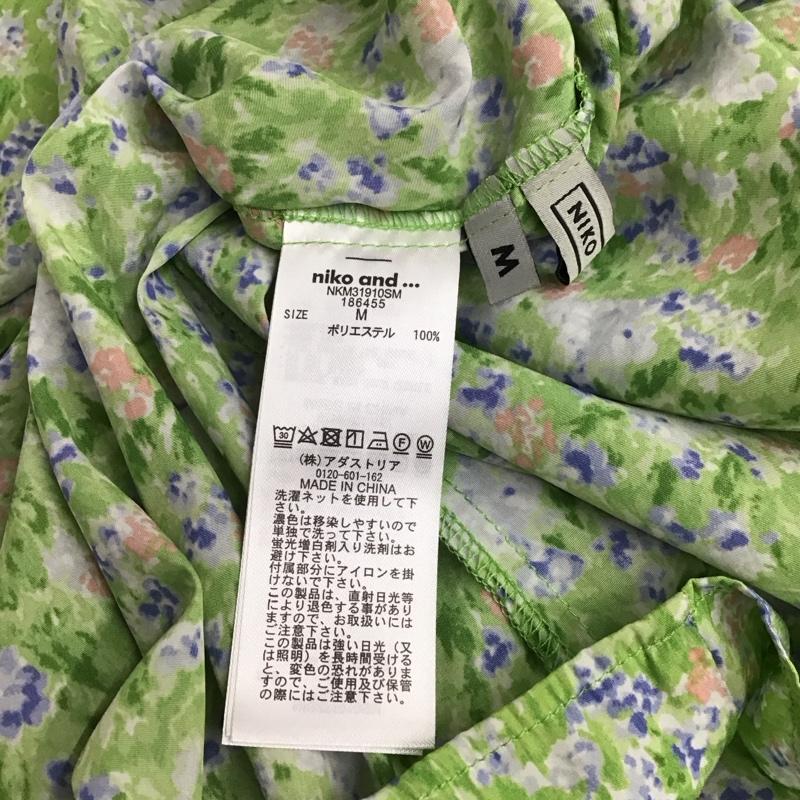 niko and ...
NKM31910SM
186455
SIZE M
ポリエステル 100%
30
F
W
(株)アダストリア
0120-601-162
MADE IN CHINA
洗濯ネットを使用して下
さい。
濃色は移染しやすいので
単独で洗って下さい。
蛍光増白剤入り洗剤はお
避け下さい。
付属部分にアイロンを掛
けないで下さい。
この製品は、直射日光等
により退色する事があり
ますので、お取扱いには
ご注意下さい。
この製品は強い日光(又
は照明)を長時間受ける
と、変色の恐れがありま
すので、ご使用及び保管
の際にはご注意下さい。
M
NIKO